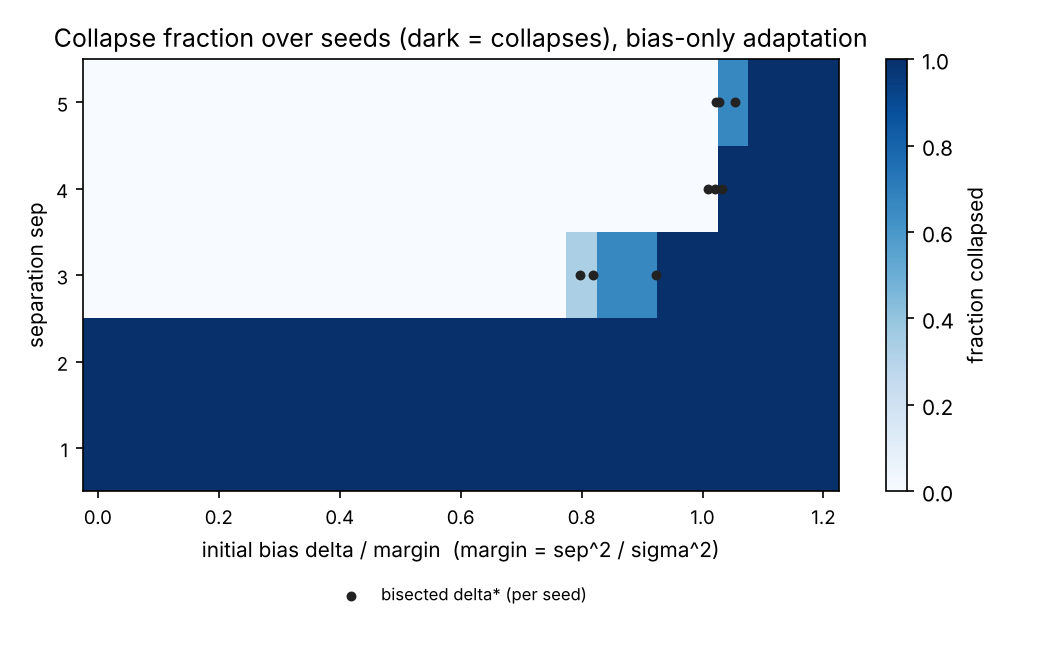 Collapse fraction over seeds (dark = collapses), bias-only adaptation
separation sep
5
4
3
2
1
0.0 0.2 0.4 0.6 0.8 1.0 1.2
initial bias delta / margin (margin = sep^2 / sigma^2)
bisected delta* (per seed)
1.0
0.8
0.6
0.4
0.2
0.0
fraction collapsed